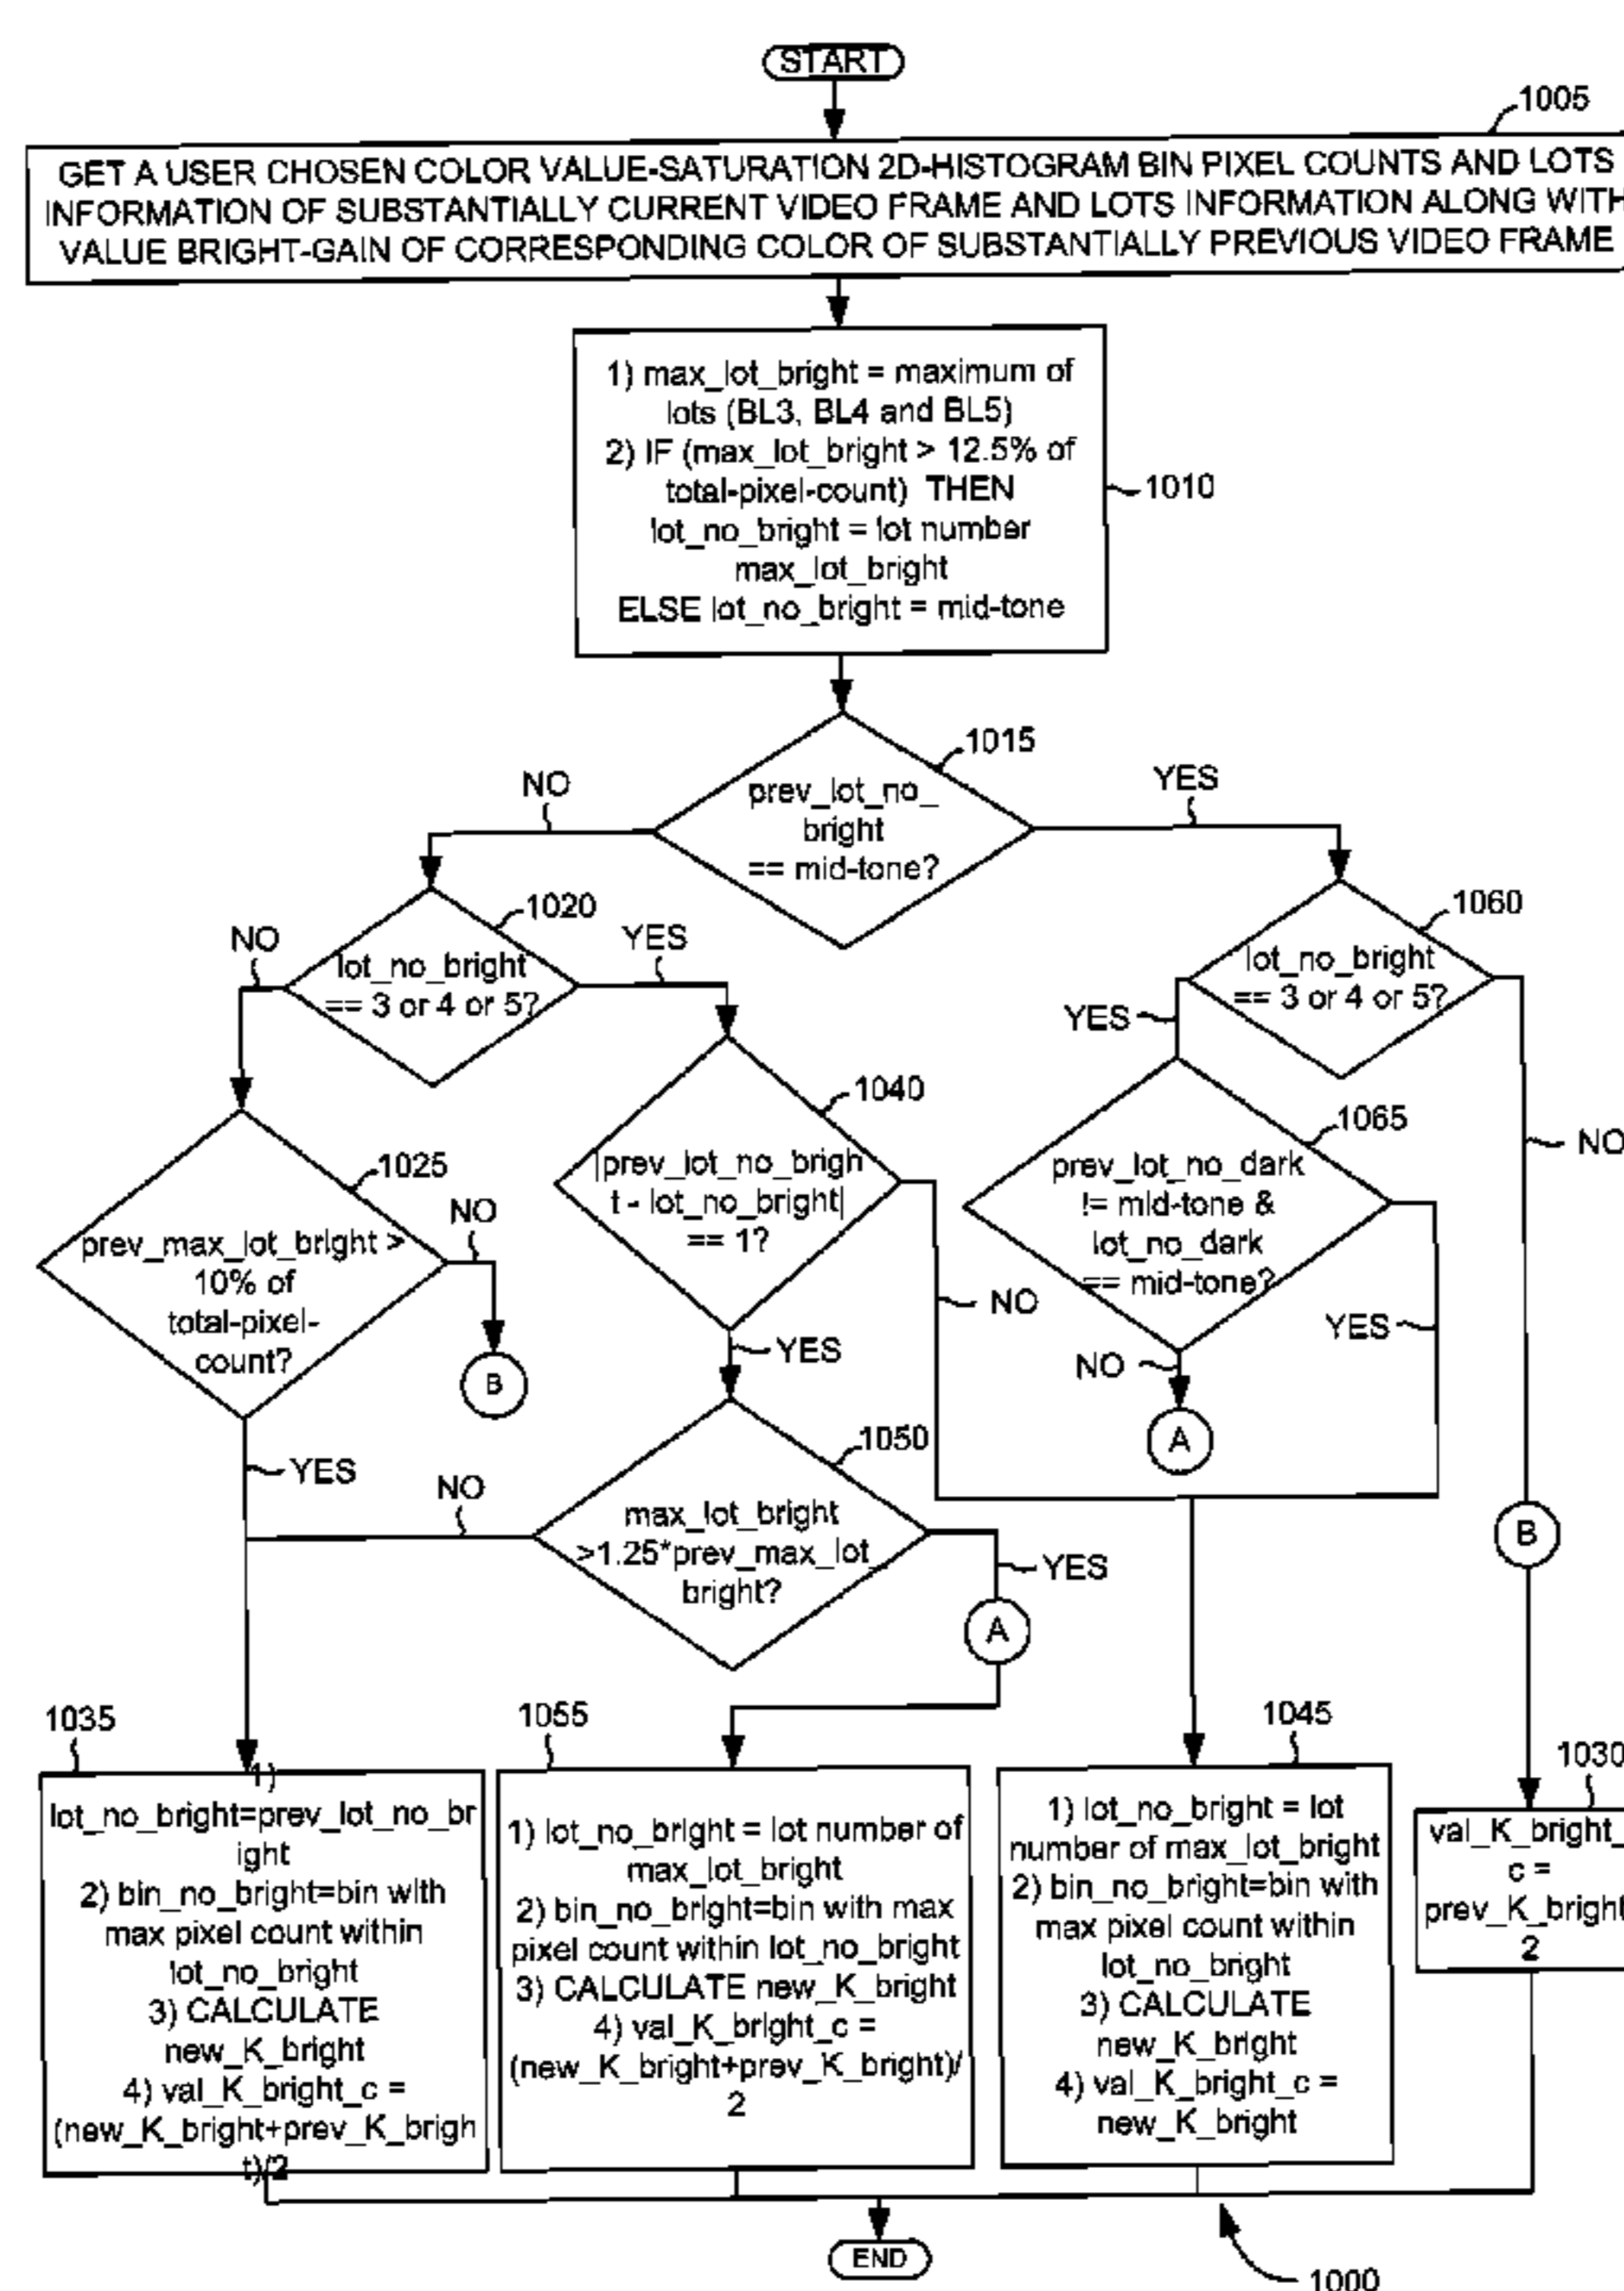 START
1005
GET A USER CHOSEN COLOR VALUE-SATURATION 2D-HISTOGRAM BIN PIXEL COUNTS AND LOTS
INFORMATION OF SUBSTANTIALLY CURRENT VIDEO FRAME AND LOTS INFORMATION ALONG WITH
VALUE BRIGHT-GAIN OF CORRESPONDING COLOR OF SUBSTANTIALLY PREVIOUS VIDEO FRAME
1) max_lot_bright = maximum of
lots (BL3, BL4 and BL5)
2) IF (max_lot_bright > 12.5% of
total-pixel-count) THEN
lot_no_bright = lot number
max_lot_bright
ELSE lot_no_bright = mid-tone
1010
1015
prev_lot_no_
bright
== mid-tone?
NO
YES
1020
lot_no_bright
== 3 or 4 or 5?
NO
YES
1060
lot_no_bright
== 3 or 4 or 5?
YES
NO
1025
prev_max_lot_bright >
10% of
total-pixel-
count?
NO
B
YES
1040
|prev_lot_no_brigh
t - lot_no_bright|
== 1?
NO
YES
1065
prev_lot_no_dark
!= mid-tone &
lot_no_dark
== mid-tone?
YES
NO
A
1050
max_lot_bright
>1.25*prev_max_lot_
bright?
NO
YES
A
B
1035
1)
lot_no_bright=prev_lot_no_br
ight
2) bin_no_bright=bin with
max pixel count within
lot_no_bright
3) CALCULATE
new_K_bright
4) val_K_bright_c =
(new_K_bright+prev_K_brigh
t)/2
1055
1) lot_no_bright = lot number of
max_lot_bright
2) bin_no_bright=bin with max
pixel count within lot_no_bright
3) CALCULATE new_K_bright
4) val_K_bright_c =
(new_K_bright+prev_K_bright)/
2
1045
1) lot_no_bright = lot
number of max_lot_bright
2) bin_no_bright=bin with
max pixel count within
lot_no_bright
3) CALCULATE
new_K_bright
4) val_K_bright_c =
new_K_bright
1030
val_K_bright_
c =
prev_K_bright
2
END
1000